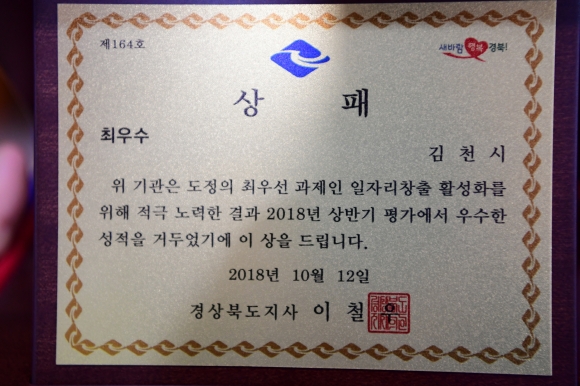 제164호
새바람 행복 경북!
상 패
최우수
김 천 시
위 기관은 도정의 최우선 과제인 일자리창출 활성화를
위해 적극 노력한 결과 2018년 상반기 평가에서 우수한
성적을 거두었기에 이 상을 드립니다.
2018년 10월 12일
경상북도지사 이 철 우